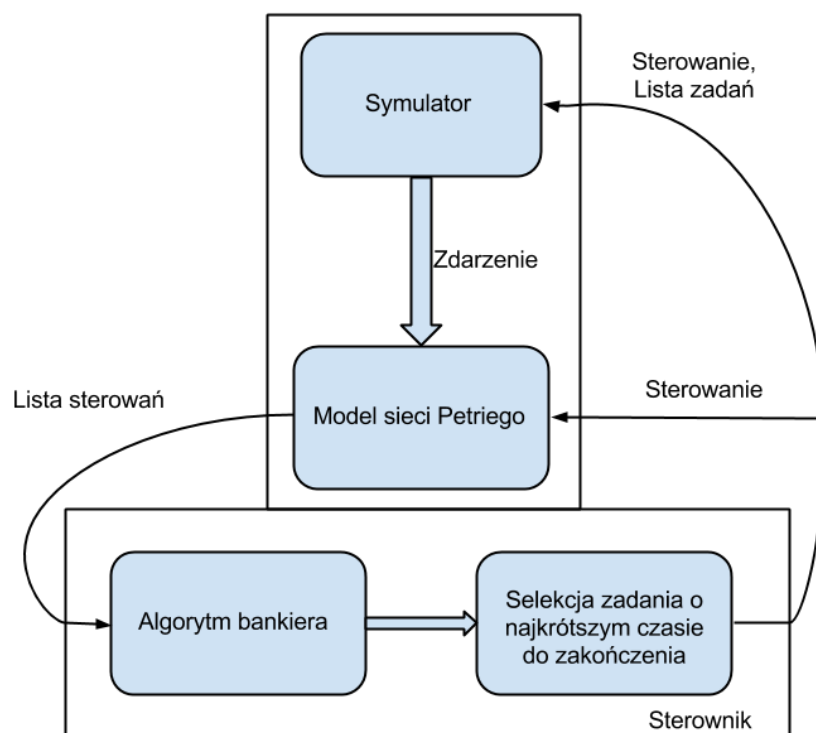 Sterowanie,
Lista zadań
Symulator
Zdarzenie
Lista sterowań
Model sieci Petriego
Sterowanie
Algorytm bankiera
Selekcja zadania o
najkrótszym czasie
do zakończenia
Sterownik